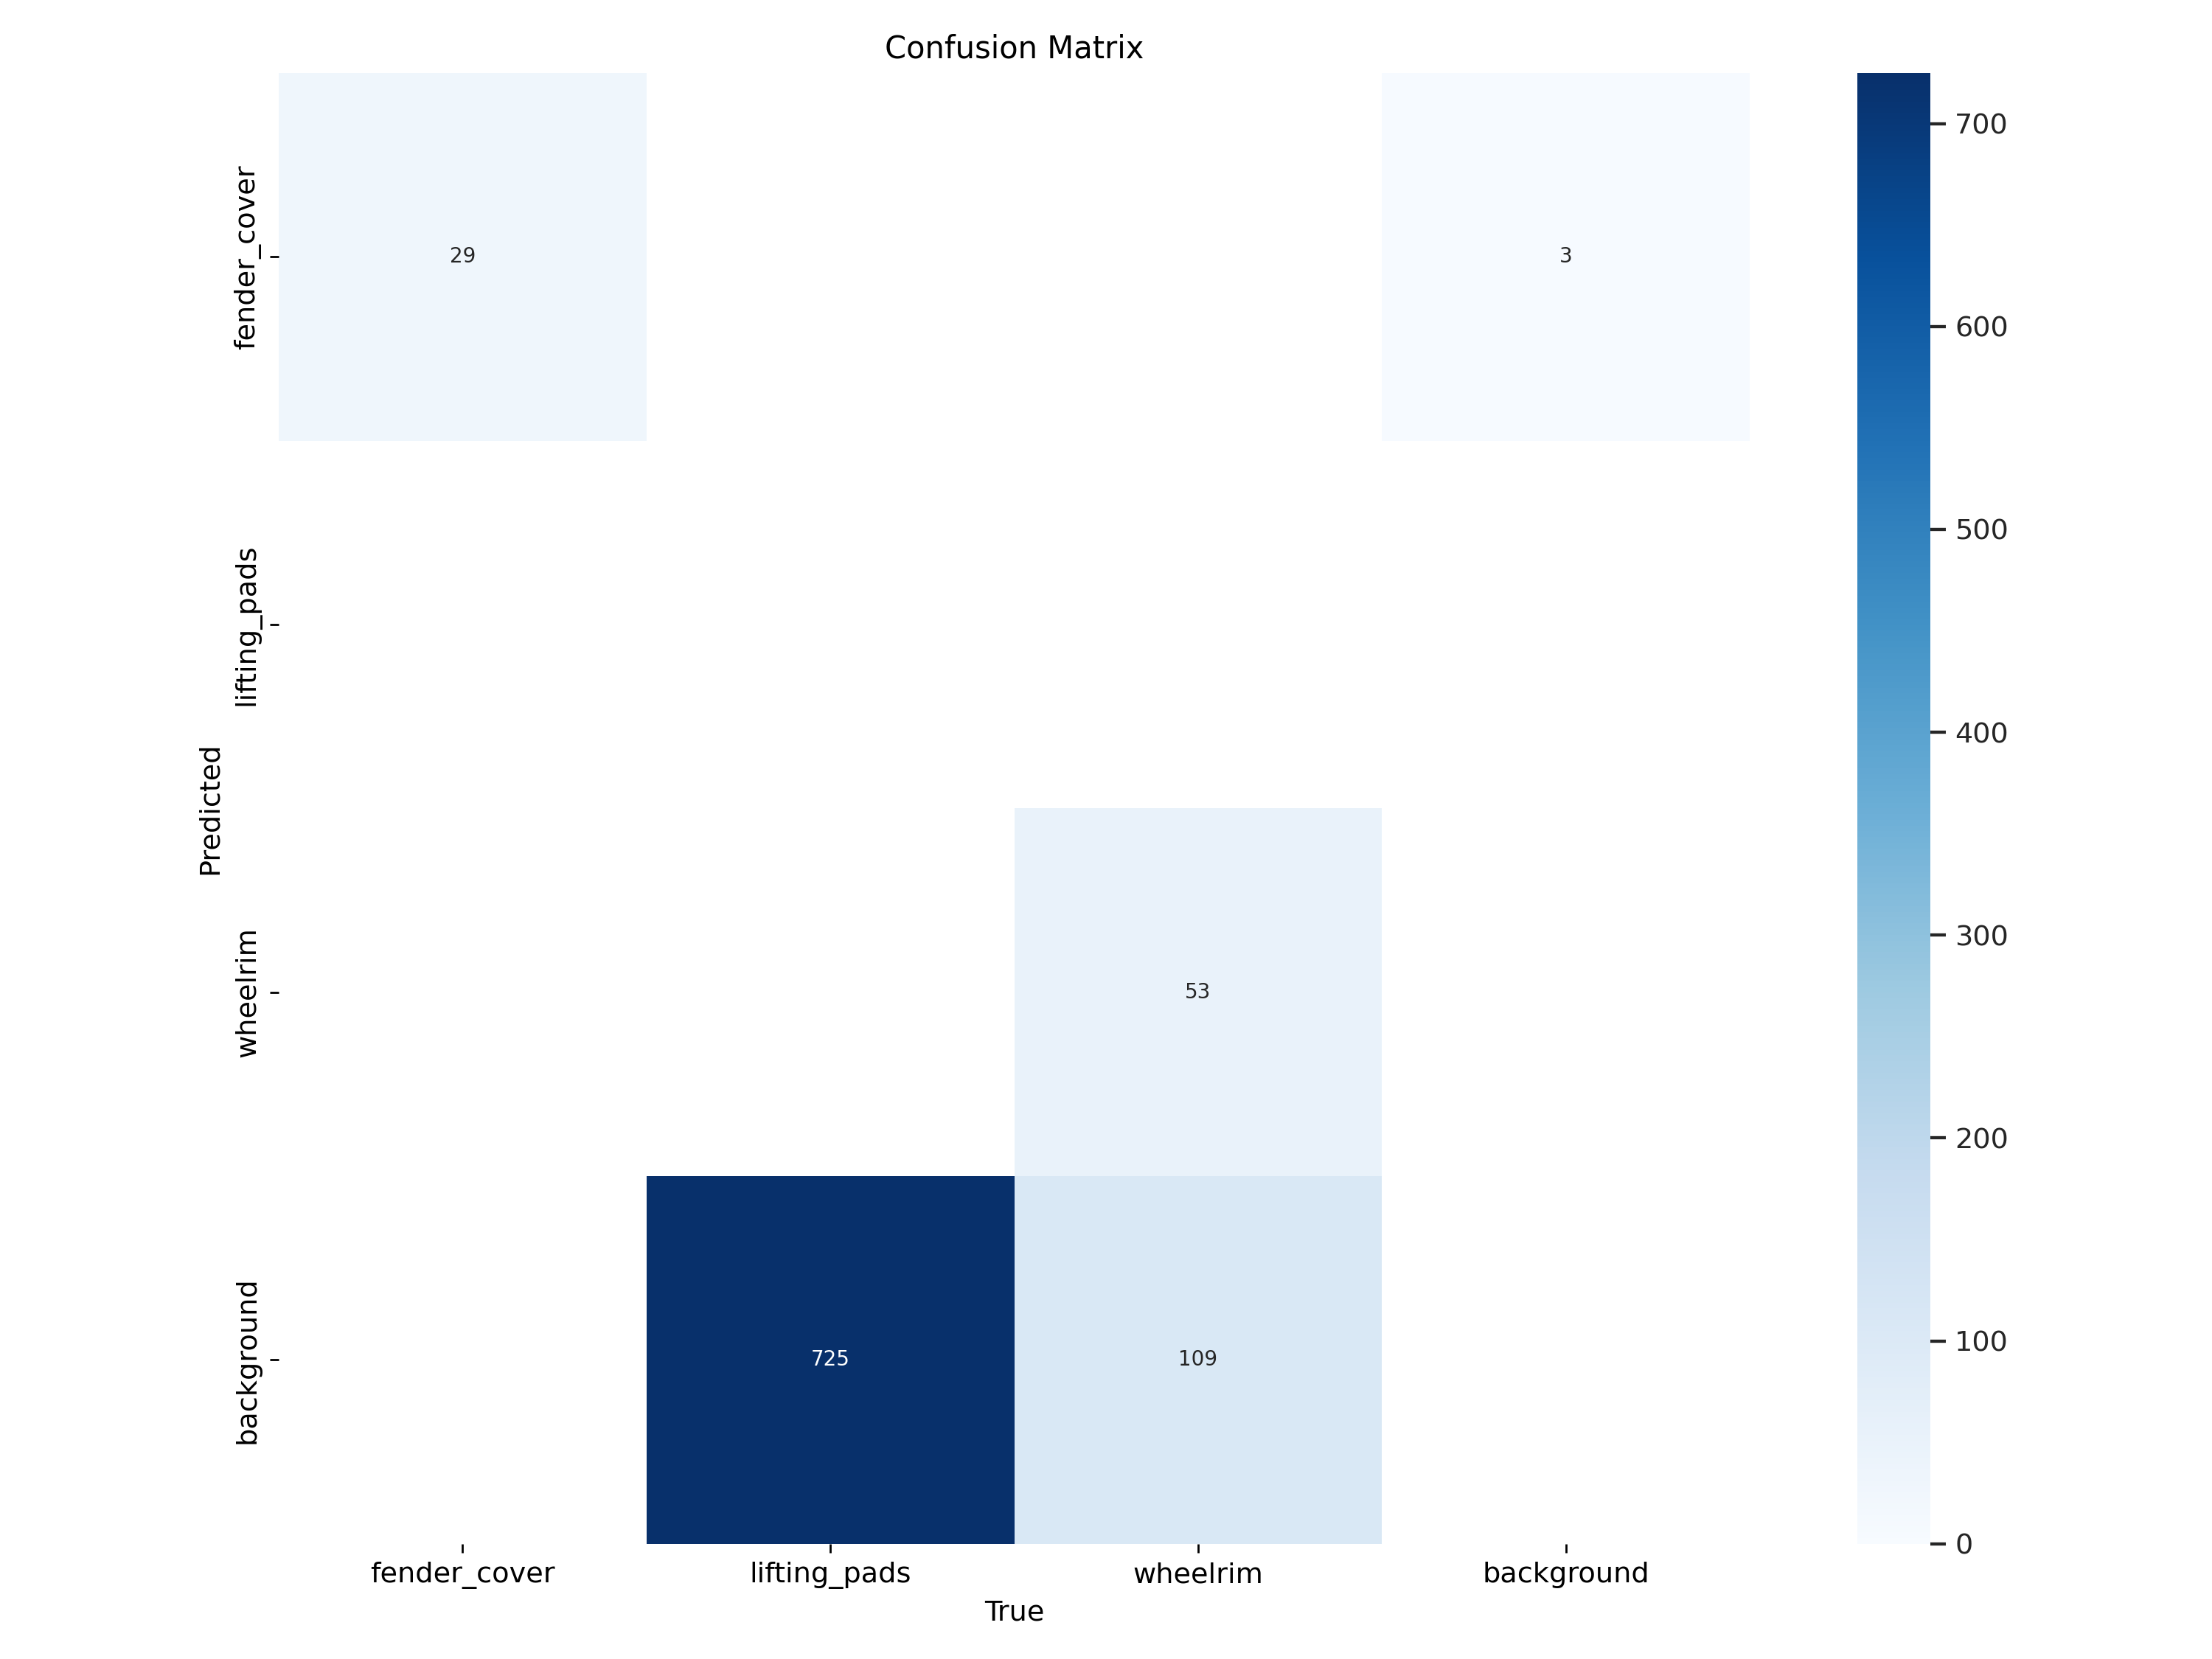 Confusion Matrix
fender_cover
lifting_pads
wheelrim
background
Predicted
29
3
53
725
109
fender_cover
lifting_pads
wheelrim
background
True
700
600
500
400
300
200
100
0